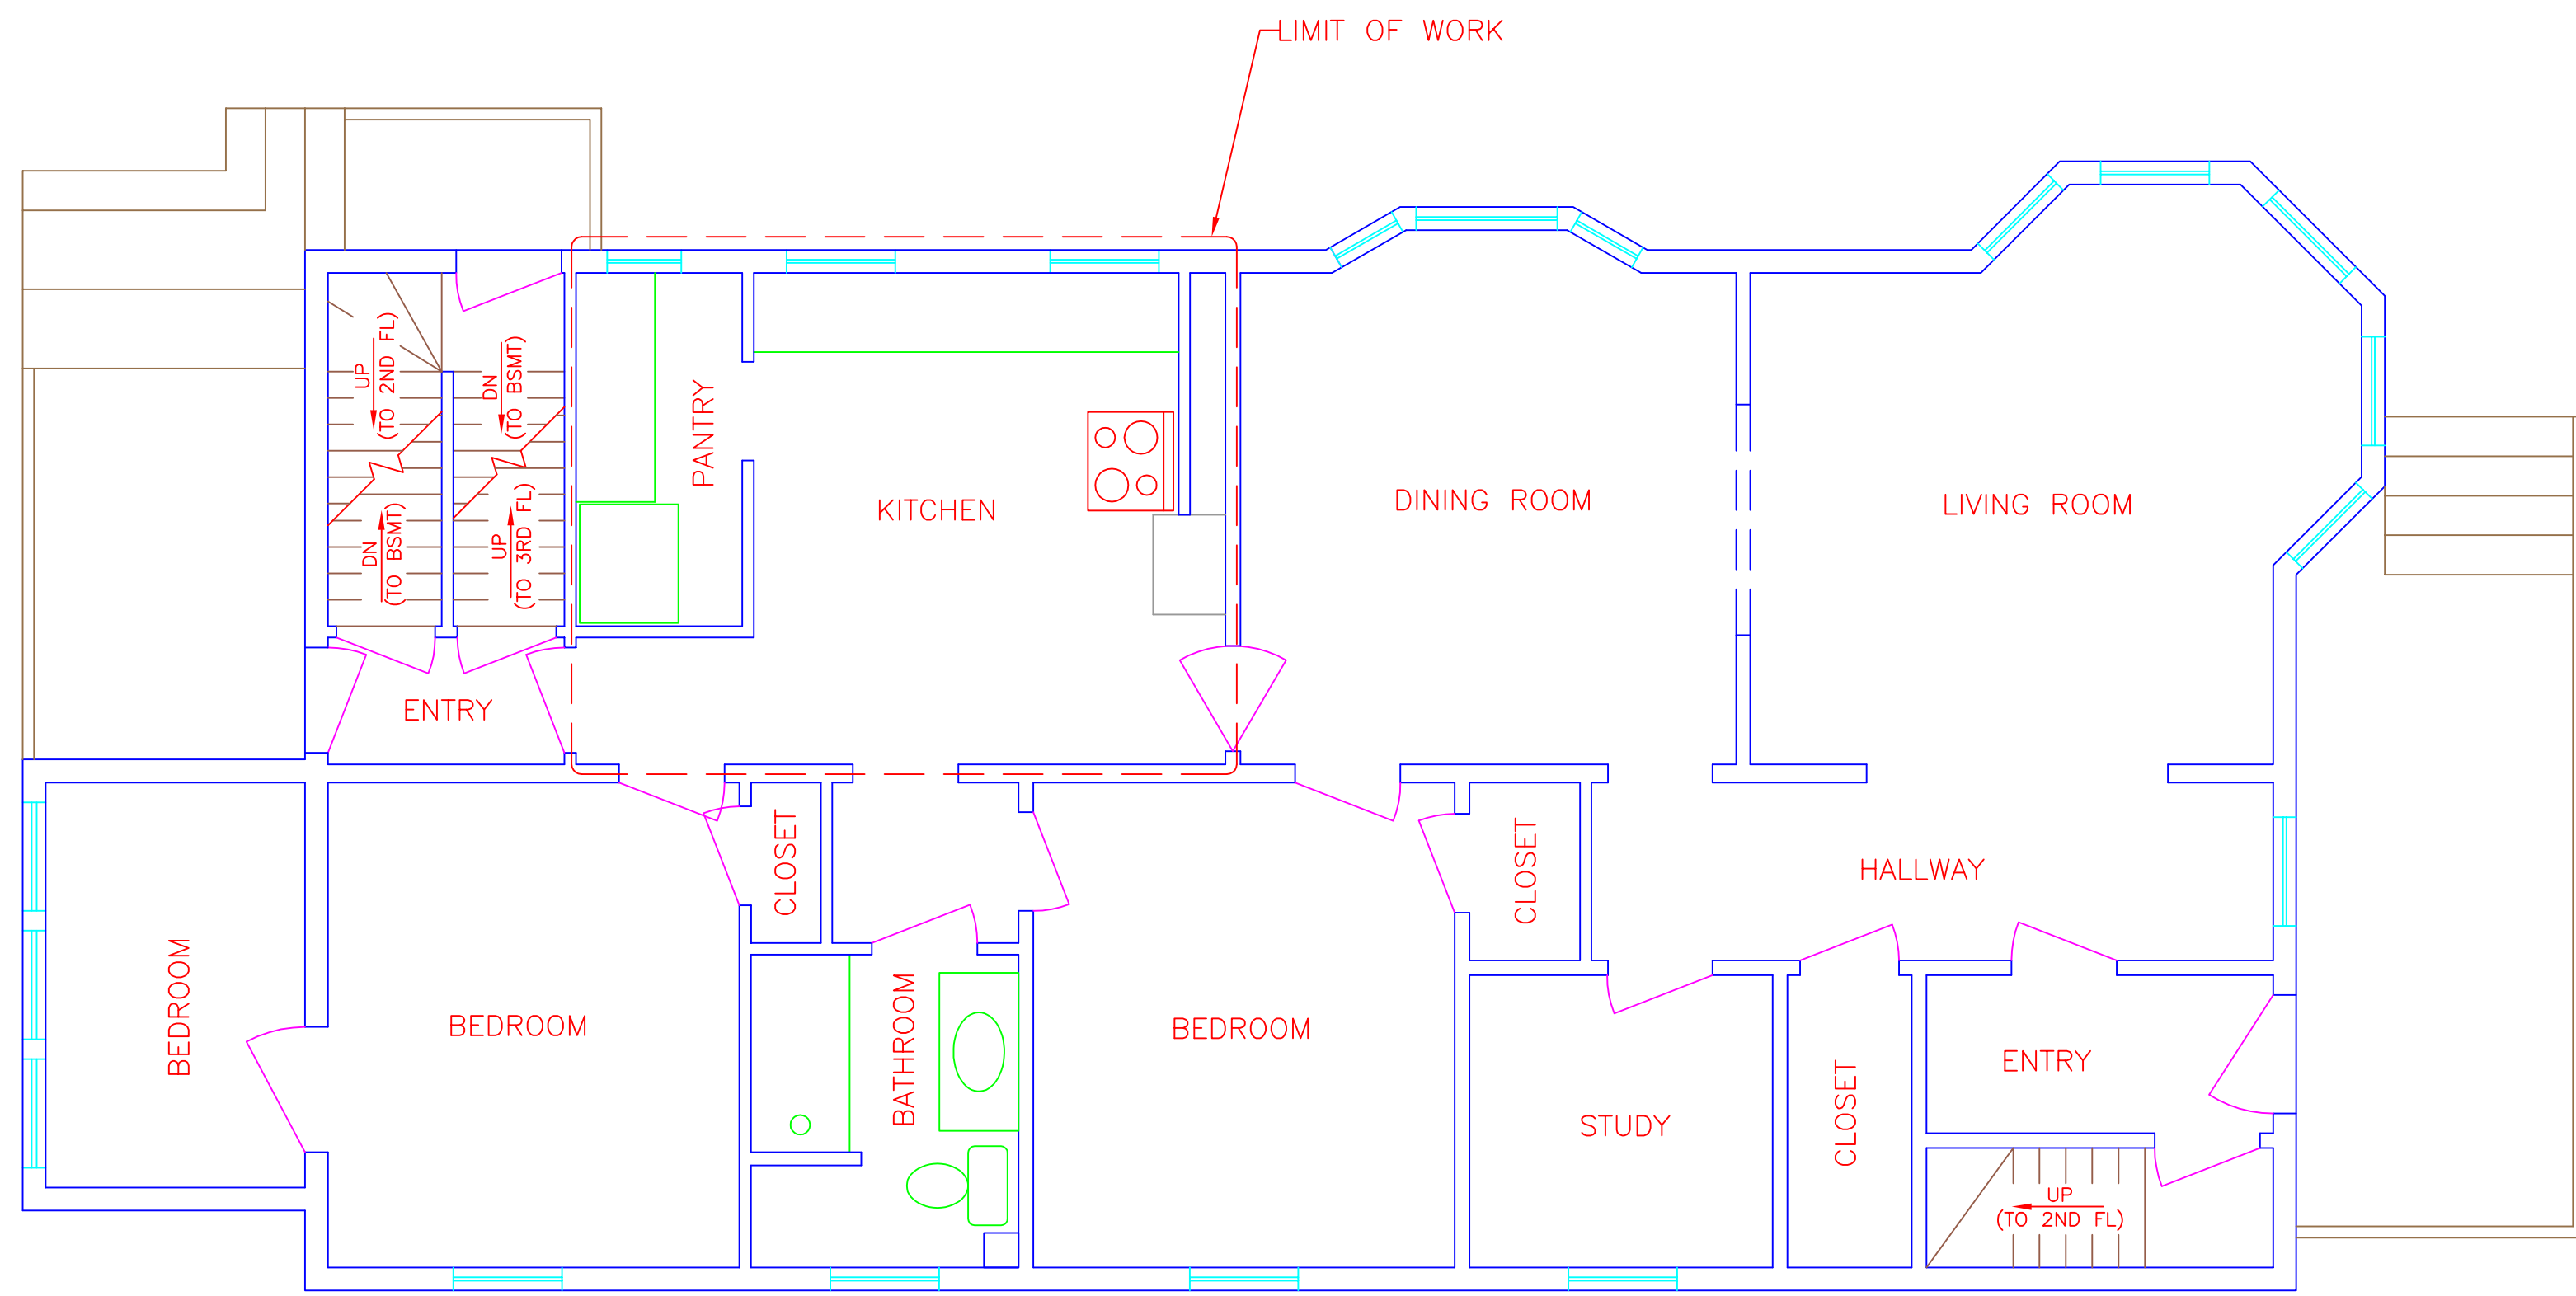 LIMIT OF WORK
UP
(TO 2ND FL)
DN
(TO BSMT)
PANTRY
KITCHEN
DINING ROOM
LIVING ROOM
DN
(TO BSMT)
UP
(TO 3RD FL)
ENTRY
CLOSET
CLOSET
HALLWAY
BEDROOM
BEDROOM
BATHROOM
BEDROOM
STUDY
CLOSET
ENTRY
UP
(TO 2ND FL)